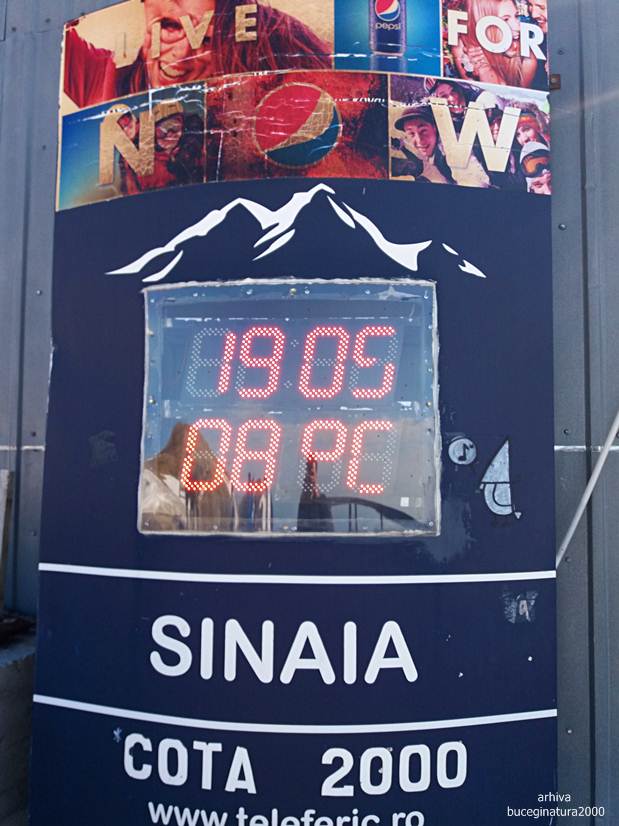 LIVE FOR
pepsi
NOW
19 05
08 °C
SINAIA
COTA 2000
www.teleferic.ro
arhiva
buceginatura2000